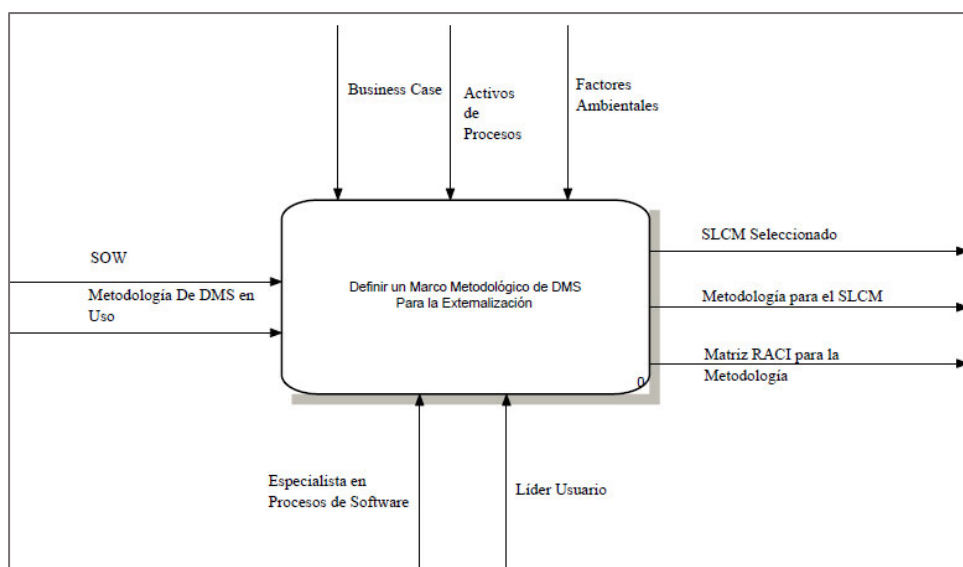 Business Case
Activos
de
Procesos
Factores
Ambientales
SOW
Metodología De DMS en
Uso
Definir un Marco Metodológico de DMS
Para la Externalización
0
SLCM Seleccionado
Metodología para el SLCM
Matriz RACI para la
Metodología
Especialista en
Procesos de Software
Líder Usuario